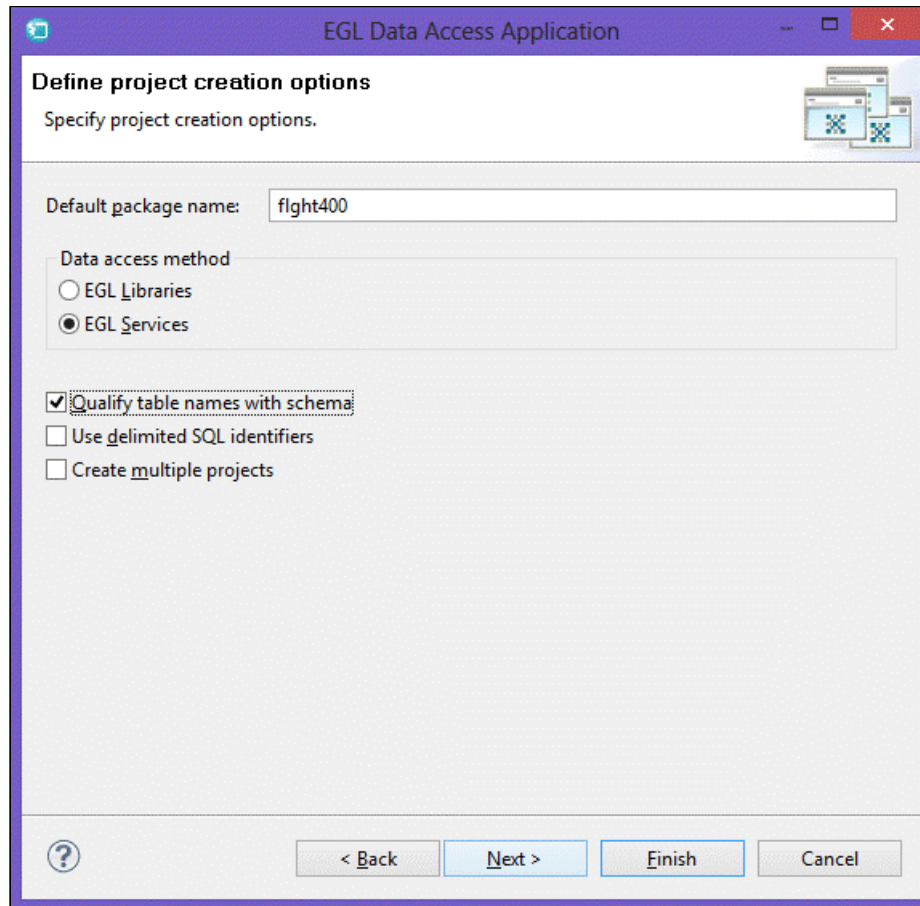 EGL Data Access Application
Define project creation options
Specify project creation options.
Default package name: flght400
Data access method
EGL Libraries
EGL Services
Qualify table names with schema
Use delimited SQL identifiers
Create multiple projects
? < Back Next > Finish Cancel